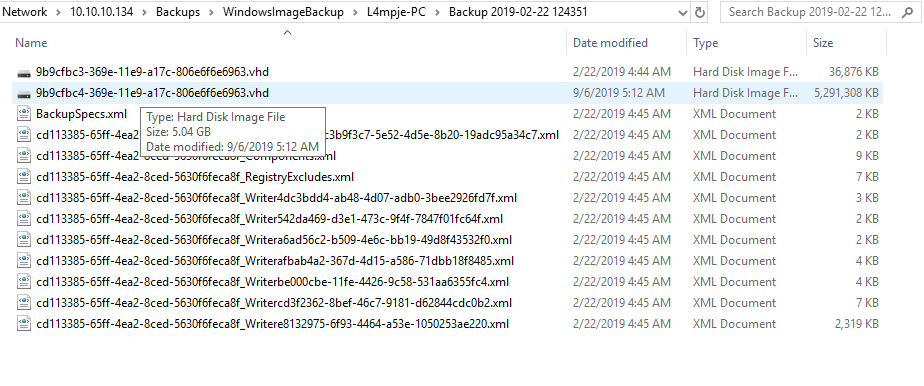 Network > 10.10.10.134 > Backups > WindowsImageBackup > L4mpje-PC > Backup 2019-02-22 124351 Search Backup 2019-02-22 12...
Name Date modified Type Size
9b9cfbc3-369e-11e9-a17c-806e6f6e6963.vhd 2/22/2019 4:44 AM Hard Disk Image F... 36,876 KB
9b9cfbc4-369e-11e9-a17c-806e6f6e6963.vhd 9/6/2019 5:12 AM Hard Disk Image F... 5,291,308 KB
BackupSpecs.xml 2/22/2019 4:45 AM XML Document 2 KB
Type: Hard Disk Image File
Size: 5.04 GB
Date modified: 9/6/2019 5:12 AM
cd113385-65ff-4ea2-8ced-5630f6feca8f_ c3b9f3c7-5e52-4d5e-8b20-19adc95a34c7.xml 2/22/2019 4:45 AM XML Document 2 KB
cd113385-65ff-4ea2-8ced-5630f6feca8f_Components.xml 2/22/2019 4:45 AM XML Document 9 KB
cd113385-65ff-4ea2-8ced-5630f6feca8f_RegistryExcludes.xml 2/22/2019 4:45 AM XML Document 7 KB
cd113385-65ff-4ea2-8ced-5630f6feca8f_Writer4dc3bdd4-ab48-4d07-adb0-3bee2926fd7f.xml 2/22/2019 4:45 AM XML Document 3 KB
cd113385-65ff-4ea2-8ced-5630f6feca8f_Writer542da469-d3e1-473c-9f4f-7847f01fc64f.xml 2/22/2019 4:45 AM XML Document 2 KB
cd113385-65ff-4ea2-8ced-5630f6feca8f_Writera6ad56c2-b509-4e6c-bb19-49d8f43532f0.xml 2/22/2019 4:45 AM XML Document 2 KB
cd113385-65ff-4ea2-8ced-5630f6feca8f_Writerafbab4a2-367d-4d15-a586-71dbb18f8485.xml 2/22/2019 4:45 AM XML Document 4 KB
cd113385-65ff-4ea2-8ced-5630f6feca8f_Writerbe000cbe-11fe-4426-9c58-531aa6355fc4.xml 2/22/2019 4:45 AM XML Document 4 KB
cd113385-65ff-4ea2-8ced-5630f6feca8f_Writercd3f2362-8bef-46c7-9181-d62844cdc0b2.xml 2/22/2019 4:45 AM XML Document 7 KB
cd113385-65ff-4ea2-8ced-5630f6feca8f_Writere8132975-6f93-4464-a53e-1050253ae220.xml 2/22/2019 4:45 AM XML Document 2,319 KB